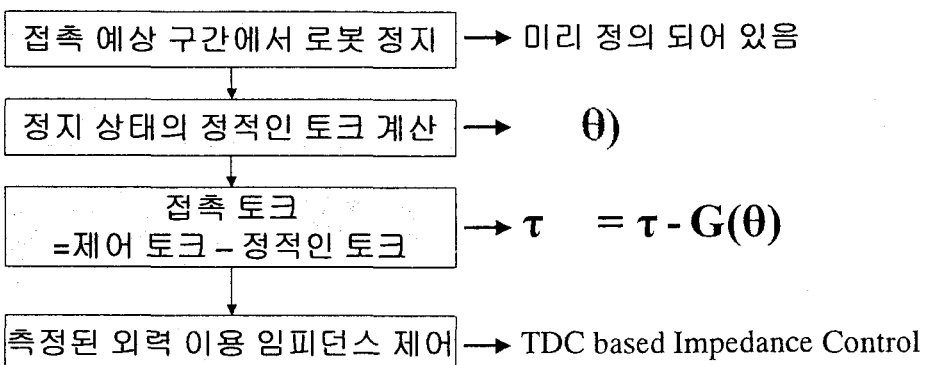 접촉 예상 구간에서 로봇 정지 → 미리 정의 되어 있음
정지 상태의 정적인 토크 계산 → θ)
접촉 토크
=제어 토크 – 정적인 토크 → τ = τ - G(θ)
측정된 외력 이용 임피던스 제어 → TDC based Impedance Control